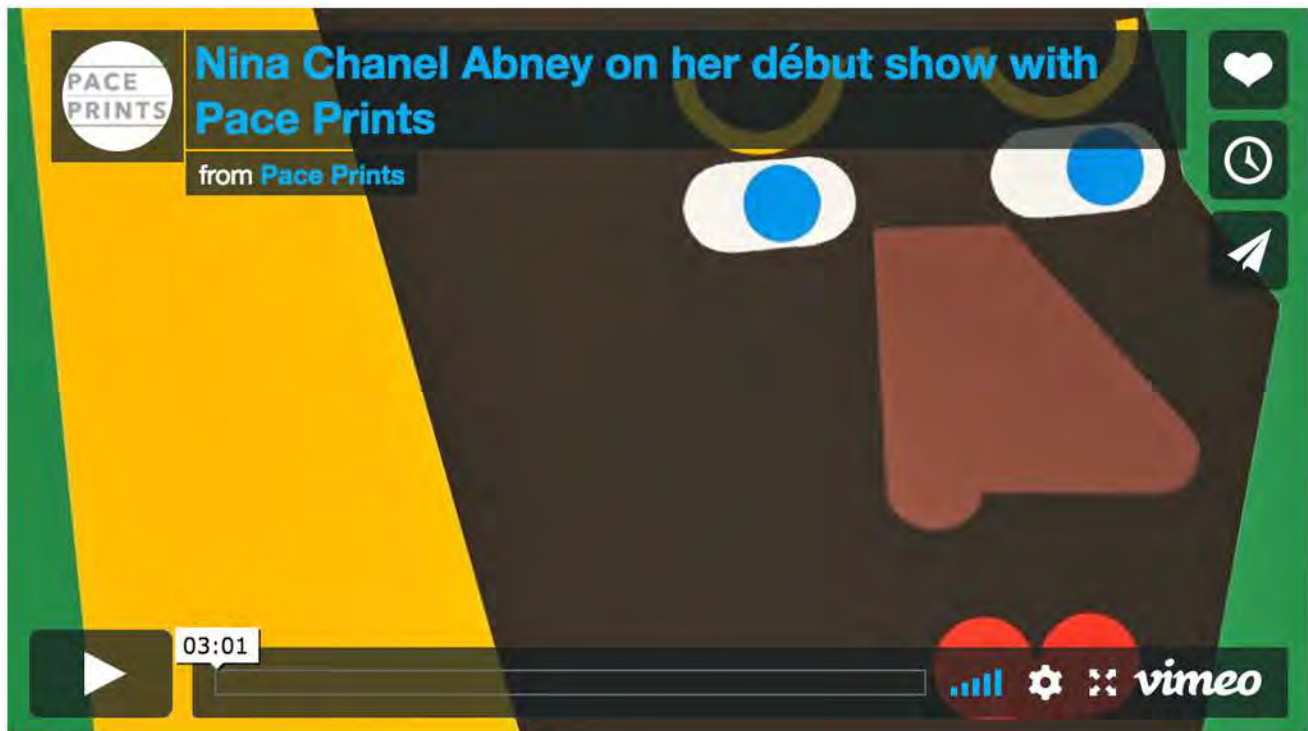 PACE
PRINTS
Nina Chanel Abney on her début show with
Pace Prints
from Pace Prints
03:01
vimeo